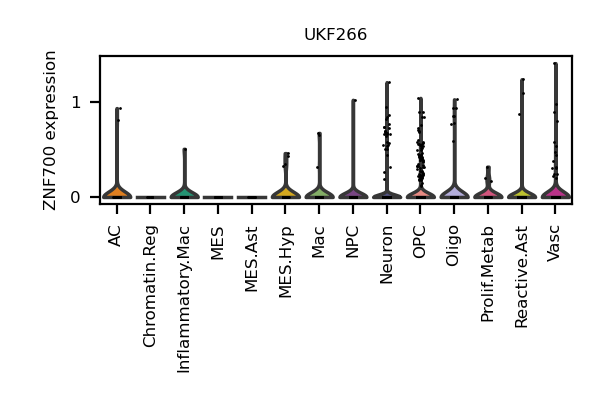 UKF266
ZNF700 expression
1
0
AC
Chromatin.Reg
Inflammatory.Mac
MES
MES.Ast
MES.Hyp
Mac
NPC
Neuron
OPC
Oligo
Prolif.Metab
Reactive.Ast
Vasc